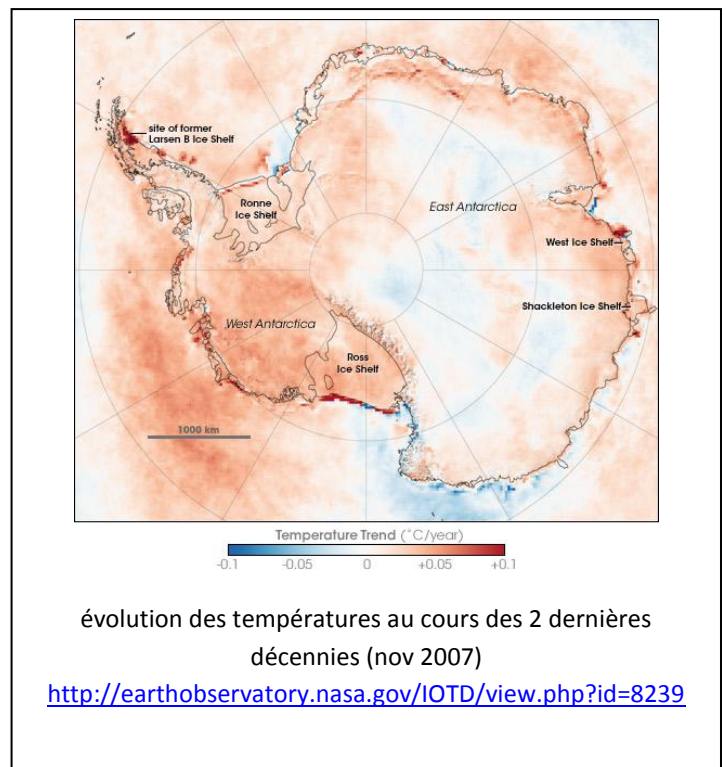 site of former
Larsen B Ice Shelf
Ronne
Ice Shelf
East Antarctica
West Ice Shelf
Shackleton Ice Shelf
West Antarctica
Ross
Ice Shelf
1000 km
Temperature Trend (°C/year)
-0.1 -0.05 0 +0.05 +0.1
évolution des températures au cours des 2 dernières
décennies (nov 2007)
http://earthobservatory.nasa.gov/IOTD/view.php?id=8239